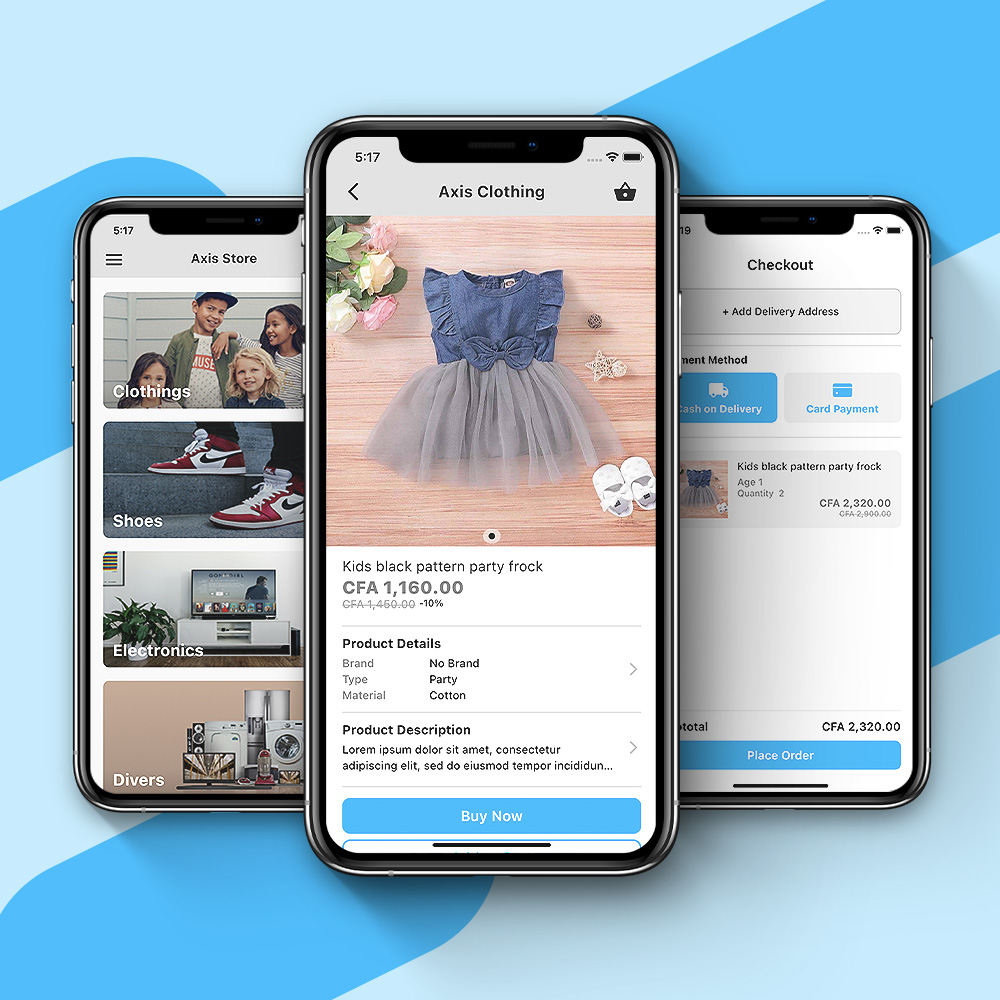 5:17
Axis Store
MUSE
Clothings
Shoes
Electronics
Divers
5:17
Axis Clothing
Kids black pattern party frock
CFA 1,160.00
CFA 1,450.00 -10%
Product Details
Brand No Brand
Type Party
Material Cotton
Product Description
Lorem ipsum dolor sit amet, consectetur
adipiscing elit, sed do eiusmod tempor incididun...
Buy Now
19
Checkout
+ Add Delivery Address
ment Method
Cash on Delivery
Card Payment
Kids black pattern party frock
Age 1
Quantity 2
CFA 2,320.00
CFA 2,900.00
total CFA 2,320.00
Place Order